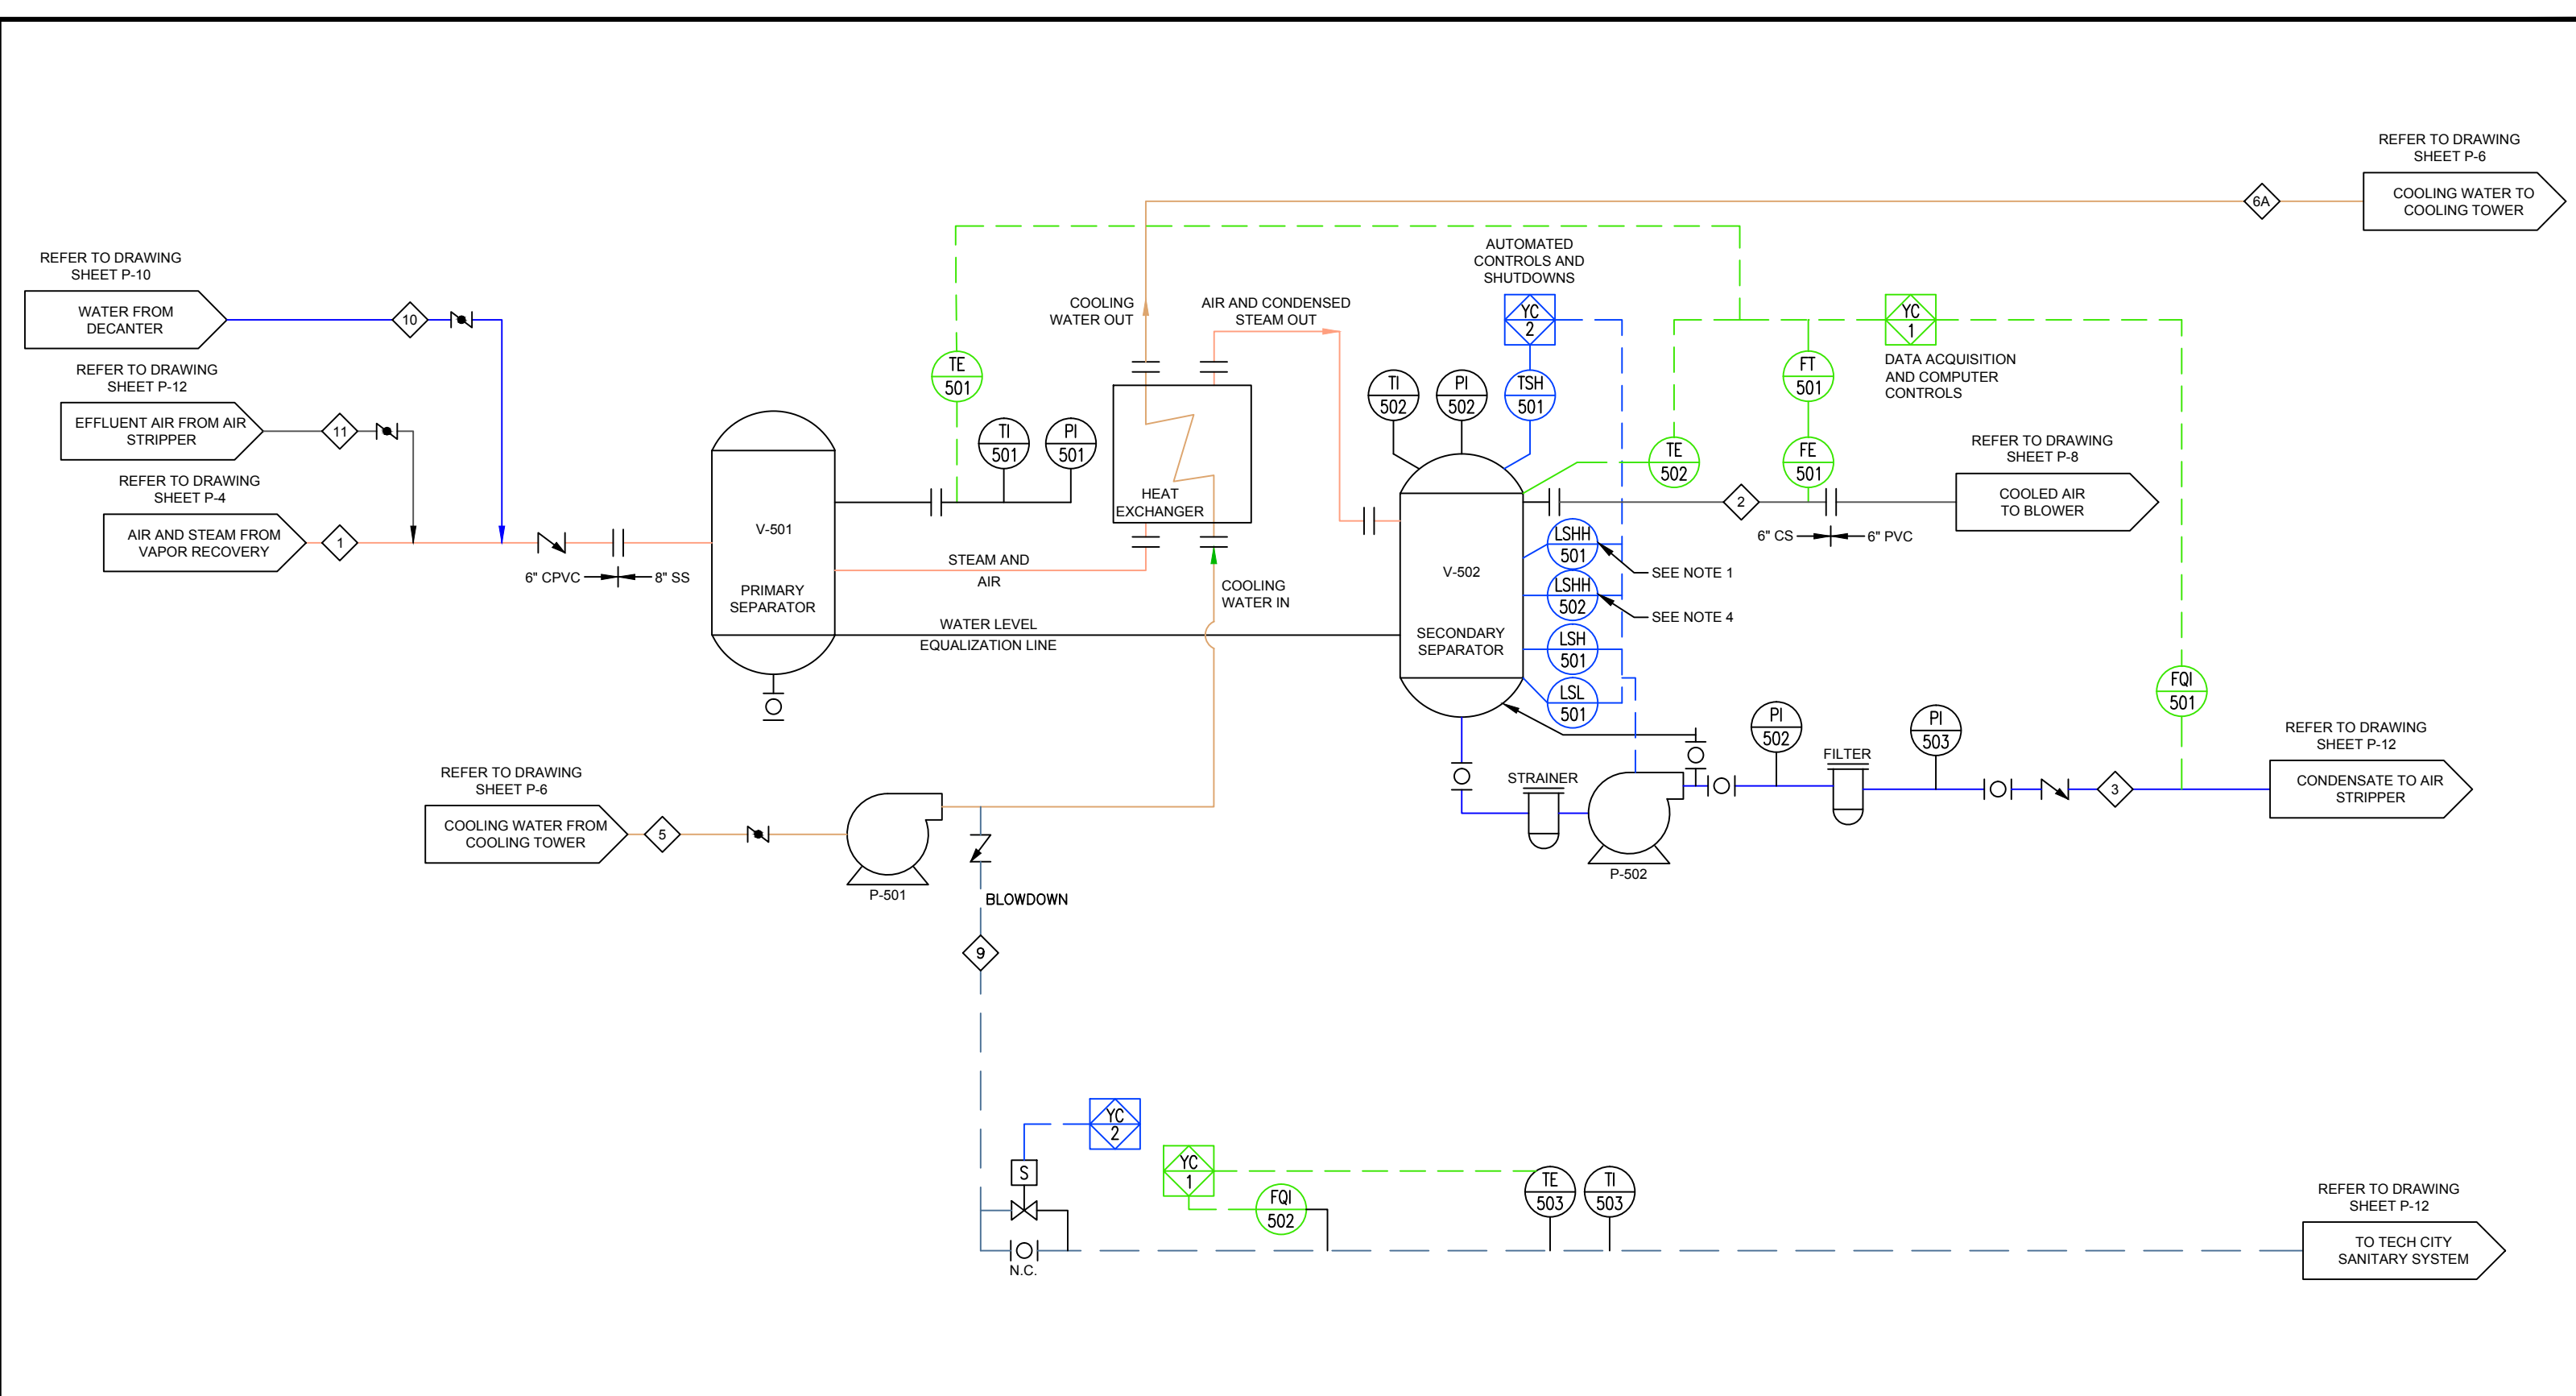 REFER TO DRAWING
SHEET P-6
COOLING WATER TO
COOLING TOWER
6A
REFER TO DRAWING
SHEET P-10
WATER FROM
DECANTER
10
REFER TO DRAWING
SHEET P-12
EFFLUENT AIR FROM AIR
STRIPPER
11
REFER TO DRAWING
SHEET P-4
AIR AND STEAM FROM
VAPOR RECOVERY
1
6" CPVC
8" SS
V-501
PRIMARY
SEPARATOR
TE
501
TI
501
PI
501
COOLING
WATER OUT
AIR AND CONDENSED
STEAM OUT
HEAT
EXCHANGER
STEAM AND
AIR
COOLING
WATER IN
WATER LEVEL
EQUALIZATION LINE
AUTOMATED
CONTROLS AND
SHUTDOWNS
YC
2
TI
502
PI
502
TSH
501
TE
502
FT
501
FE
501
YC
1
DATA ACQUISITION
AND COMPUTER
CONTROLS
REFER TO DRAWING
SHEET P-8
COOLED AIR
TO BLOWER
2
6" CS
6" PVC
V-502
SECONDARY
SEPARATOR
LSHH
501
SEE NOTE 1
LSHH
502
SEE NOTE 4
LSH
501
LSL
501
FQI
501
STRAINER
P-502
PI
502
FILTER
PI
503
3
REFER TO DRAWING
SHEET P-12
CONDENSATE TO AIR
STRIPPER
REFER TO DRAWING
SHEET P-6
COOLING WATER FROM
COOLING TOWER
5
P-501
BLOWDOWN
9
YC
2
S
N.C.
YC
1
FQI
502
TE
503
TI
503
REFER TO DRAWING
SHEET P-12
TO TECH CITY
SANITARY SYSTEM